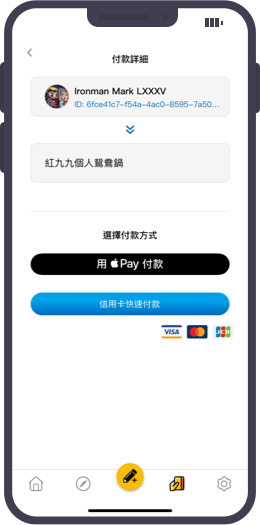 付款詳細
Ironman Mark LXXXV
ID: 6fce41c7-f54a-4ac0-8595-7a50...
紅九九個人鴛鴦鍋
選擇付款方式
用 Pay 付款
信用卡快速付款
VISA
JCB